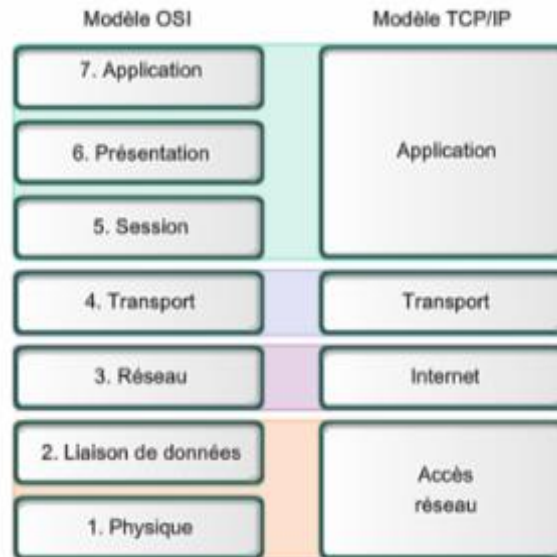 Modèle OSI
Modèle TCP/IP
7. Application
6. Présentation
5. Session
4. Transport
3. Réseau
2. Liaison de données
1. Physique
Application
Transport
Internet
Accès
réseau